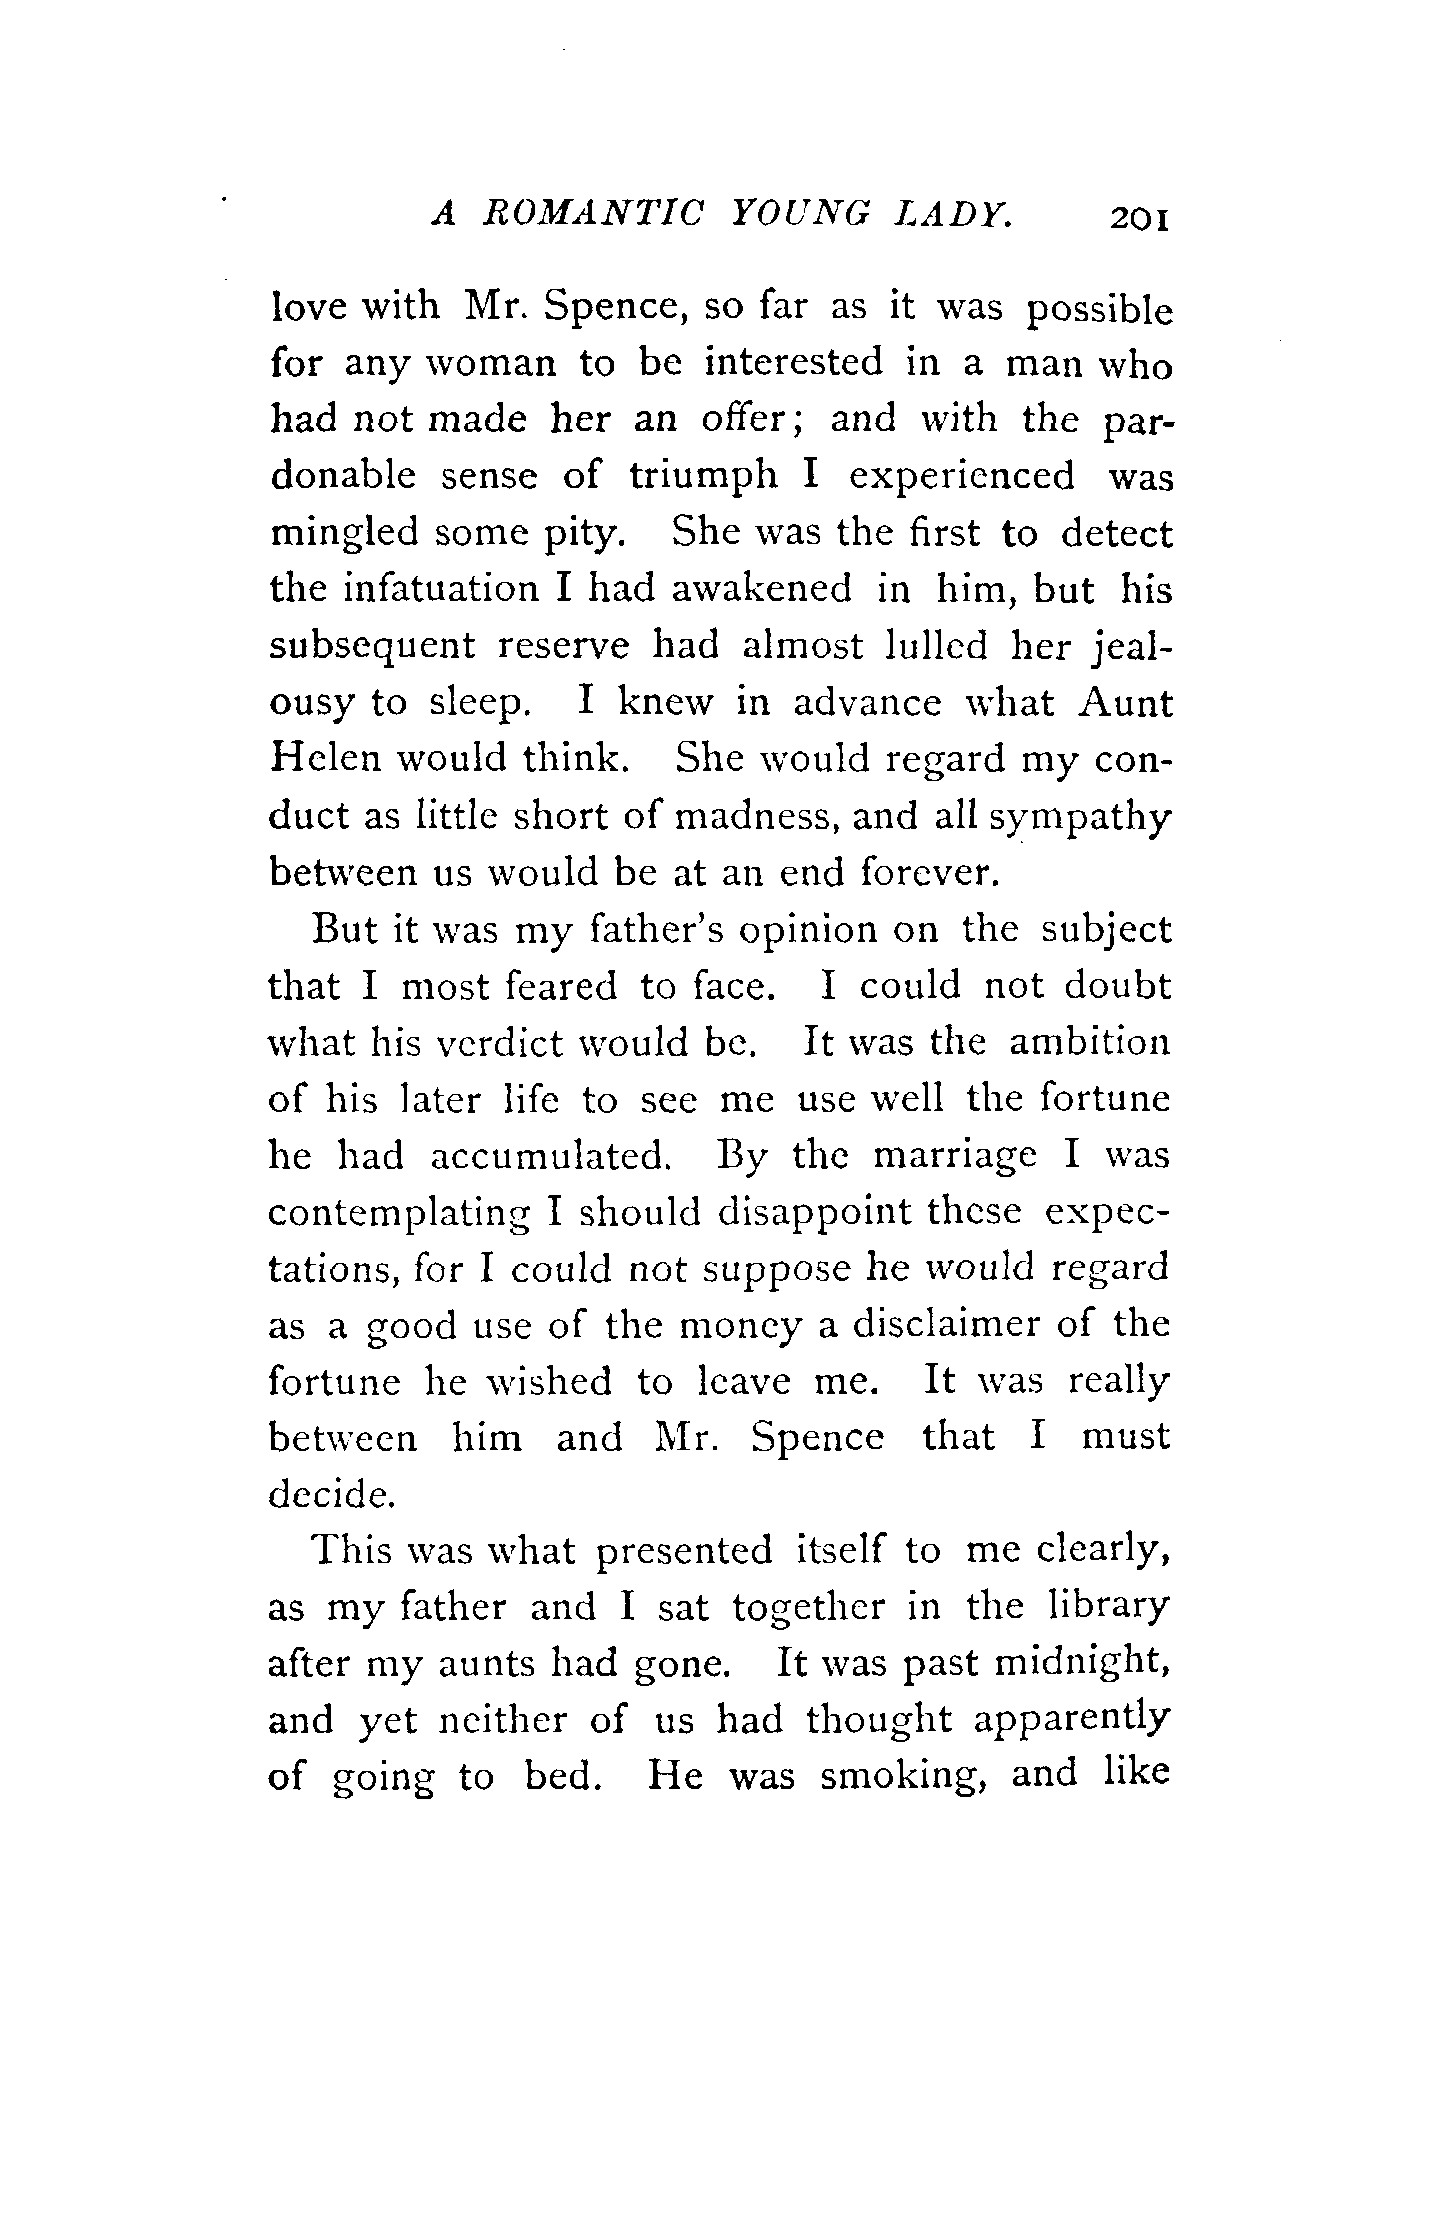 A ROMANTIC YOUNG LADY. 201
love with Mr. Spence, so far as it was possible
for any woman to be interested in a man who
had not made her an offer; and with the par-
donable sense of triumph I experienced was
mingled some pity. She was the first to detect
the infatuation I had awakened in him, but his
subsequent reserve had almost lulled her jeal-
ousy to sleep. I knew in advance what Aunt
Helen would think. She would regard my con-
duct as little short of madness, and all sympathy
between us would be at an end forever.
But it was my father's opinion on the subject
that I most feared to face. I could not doubt
what his verdict would be. It was the ambition
of his later life to see me use well the fortune
he had accumulated. By the marriage I was
contemplating I should disappoint these expec-
tations, for I could not suppose he would regard
as a good use of the money a disclaimer of the
fortune he wished to leave me. It was really
between him and Mr. Spence that I must
decide.
This was what presented itself to me clearly,
as my father and I sat together in the library
after my aunts had gone. It was past midnight,
and yet neither of us had thought apparently
of going to bed. He was smoking, and like